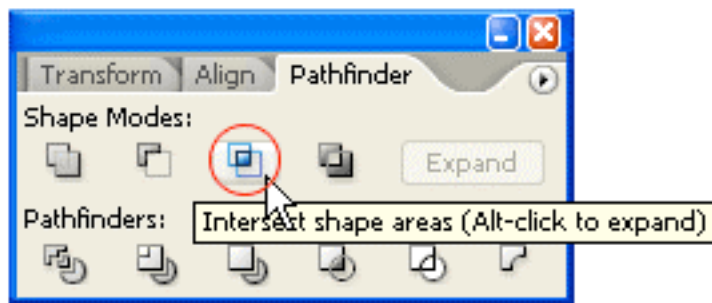 Transform Align Pathfinder
Shape Modes:
Expand
Pathfinders:
Intersect shape areas (Alt-click to expand)